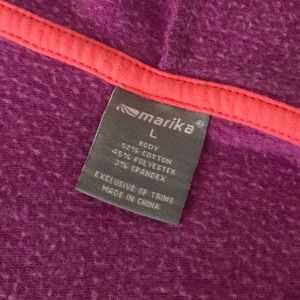 marika®
L
BODY
52% COTTON
45% POLYESTER
3% SPANDEX
EXCLUSIVE OF TRIMS
MADE IN CHINA